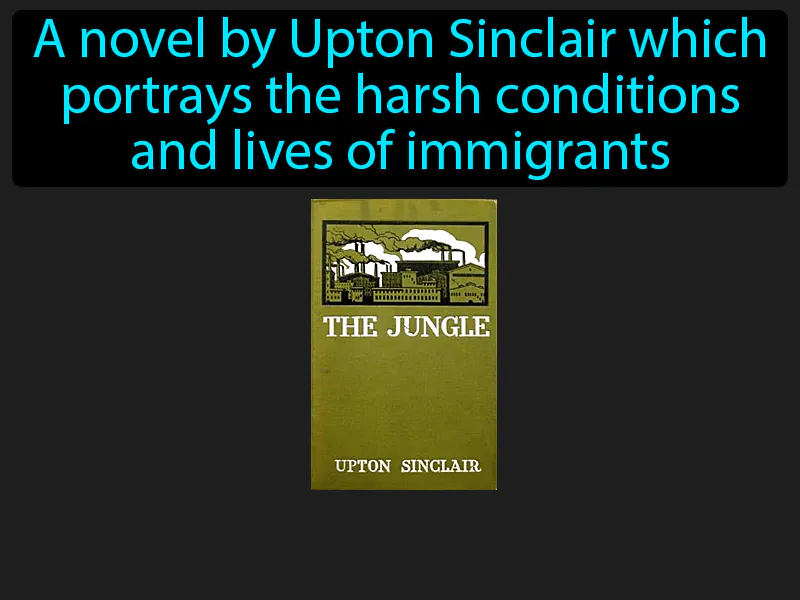 A novel by Upton Sinclair which
portrays the harsh conditions
and lives of immigrants
THE JUNGLE
UPTON SINCLAIR